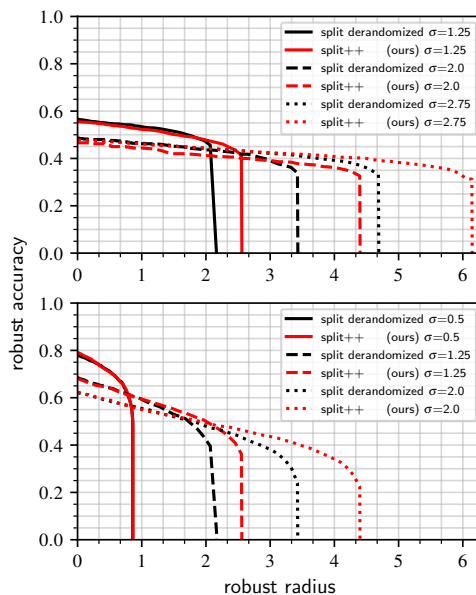 1.0
0.8
0.6
0.4
0.2
0.0
0 1 2 3 4 5 6
split derandomized σ=1.25
split++ (ours) σ=1.25
split derandomized σ=2.0
split++ (ours) σ=2.0
split derandomized σ=2.75
split++ (ours) σ=2.75
robust accuracy
1.0
0.8
0.6
0.4
0.2
0.0
0 1 2 3 4 5 6
split derandomized σ=0.5
split++ (ours) σ=0.5
split derandomized σ=1.25
split++ (ours) σ=1.25
split derandomized σ=2.0
split++ (ours) σ=2.0
robust radius